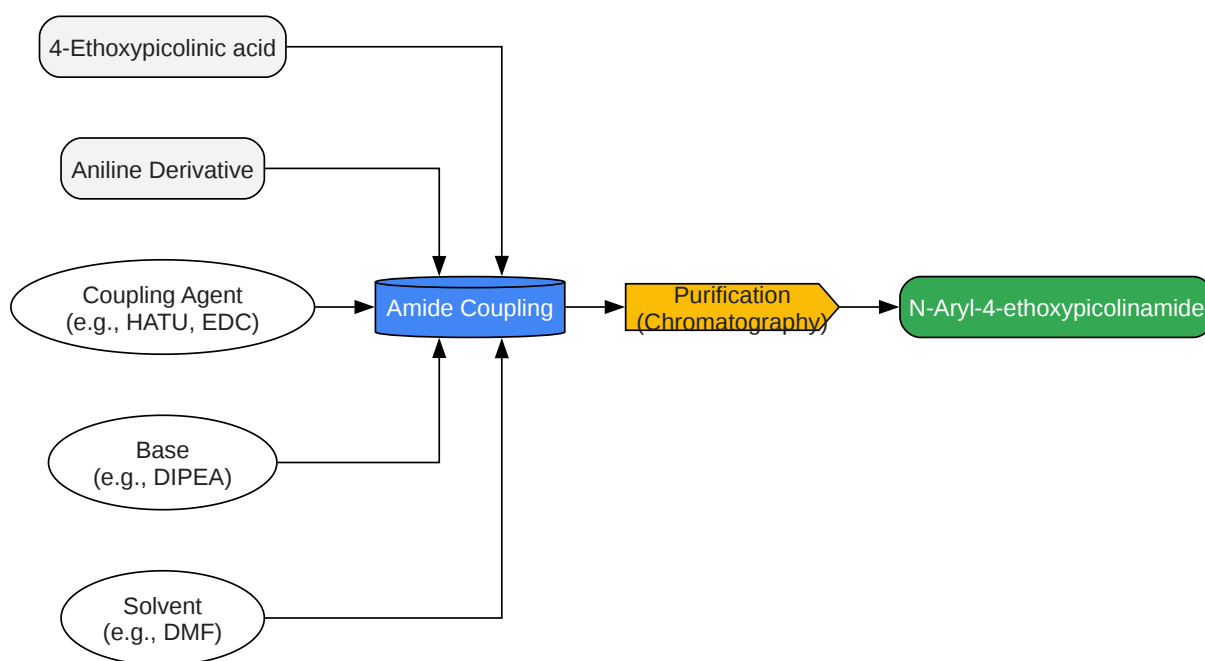 4-Ethoxypicolinic acid
Aniline Derivative
Coupling Agent
(e.g., HATU, EDC)
Amide Coupling
Purification
(Chromatography)
N-Aryl-4-ethoxypicolinamide
Base
(e.g., DIPEA)
Solvent
(e.g., DMF)